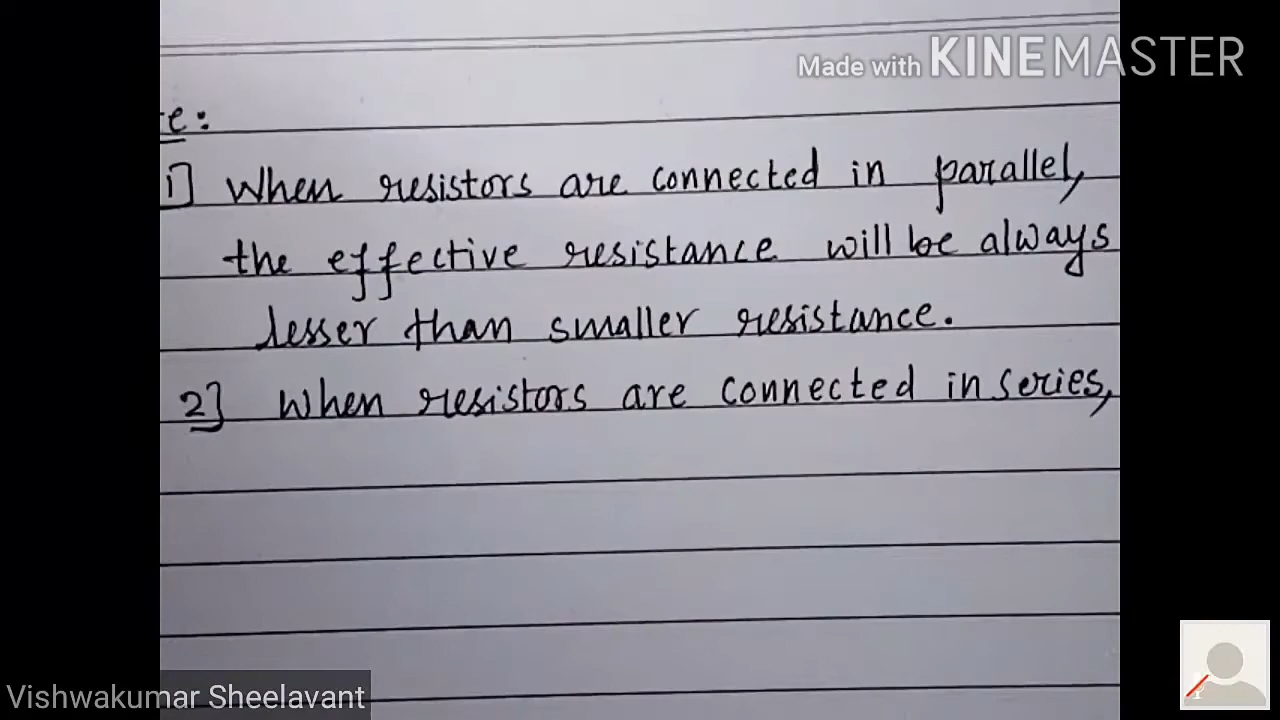 Made with KINEMASTER
e:
1] When resistors are connected in parallel,
the effective resistance will be always
lesser than smaller resistance.
2] When resistors are connected in series,
Vishwakumar Sheelavant